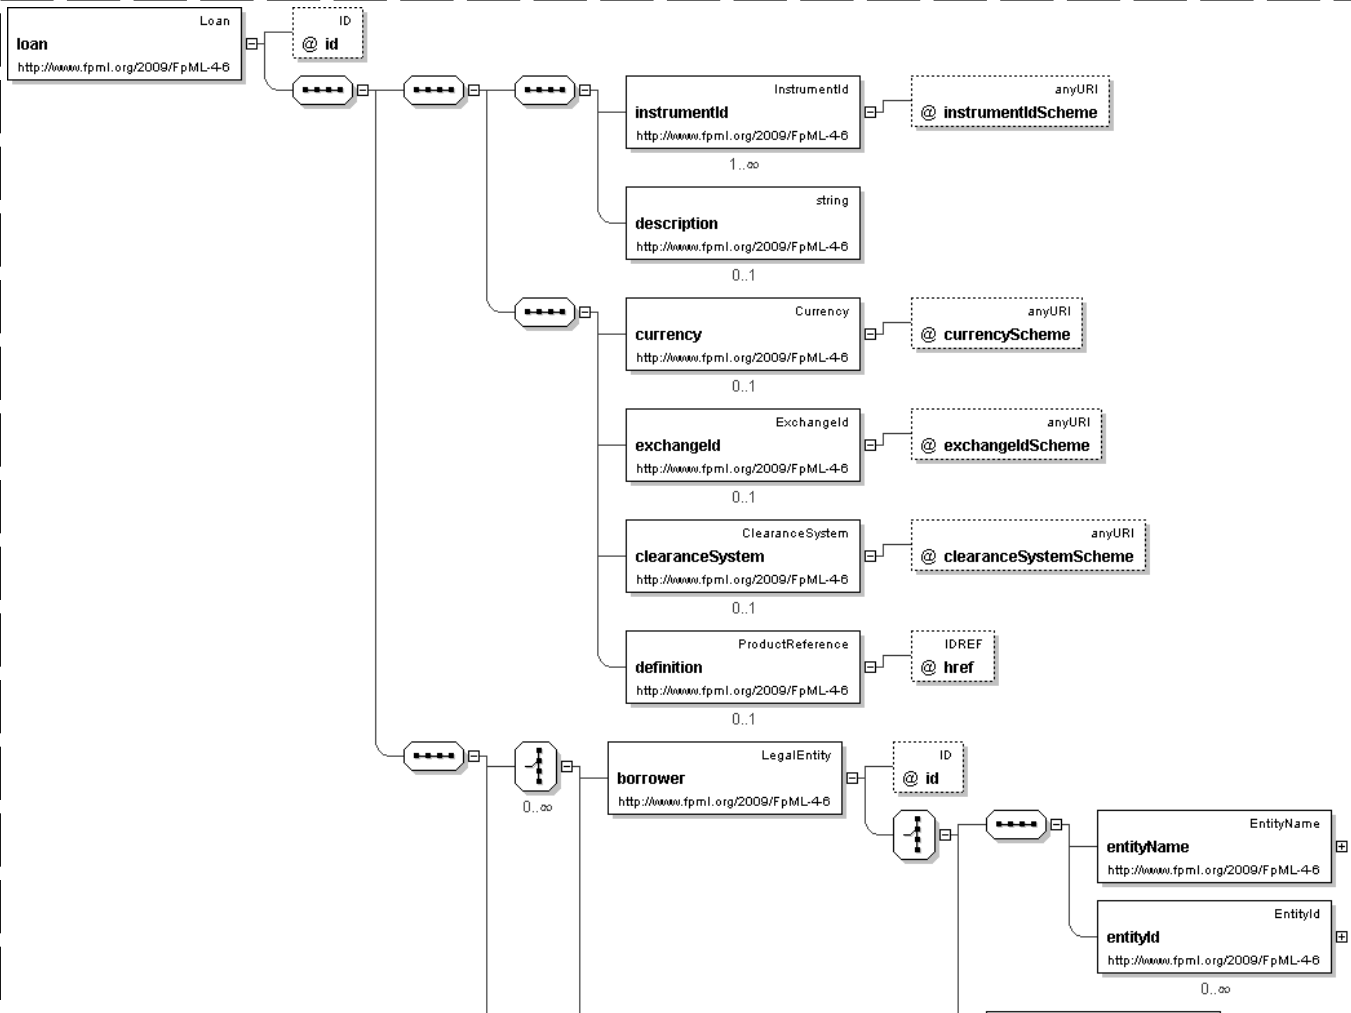 Loan
loan
http://www.fpml.org/2009/FpML-4-6
ID
@ id
InstrumentId
instrumentId
http://www.fpml.org/2009/FpML-4-6
1..∞
anyURI
@ instrumentIdScheme
string
description
http://www.fpml.org/2009/FpML-4-6
0..1
Currency
currency
http://www.fpml.org/2009/FpML-4-6
0..1
anyURI
@ currencyScheme
ExchangeId
exchangeId
http://www.fpml.org/2009/FpML-4-6
0..1
anyURI
@ exchangeIdScheme
ClearanceSystem
clearanceSystem
http://www.fpml.org/2009/FpML-4-6
0..1
anyURI
@ clearanceSystemScheme
ProductReference
definition
http://www.fpml.org/2009/FpML-4-6
0..1
IDREF
@ href
0..∞
LegalEntity
borrower
http://www.fpml.org/2009/FpML-4-6
ID
@ id
EntityName
entityName
http://www.fpml.org/2009/FpML-4-6
EntityId
entityId
http://www.fpml.org/2009/FpML-4-6
0..∞